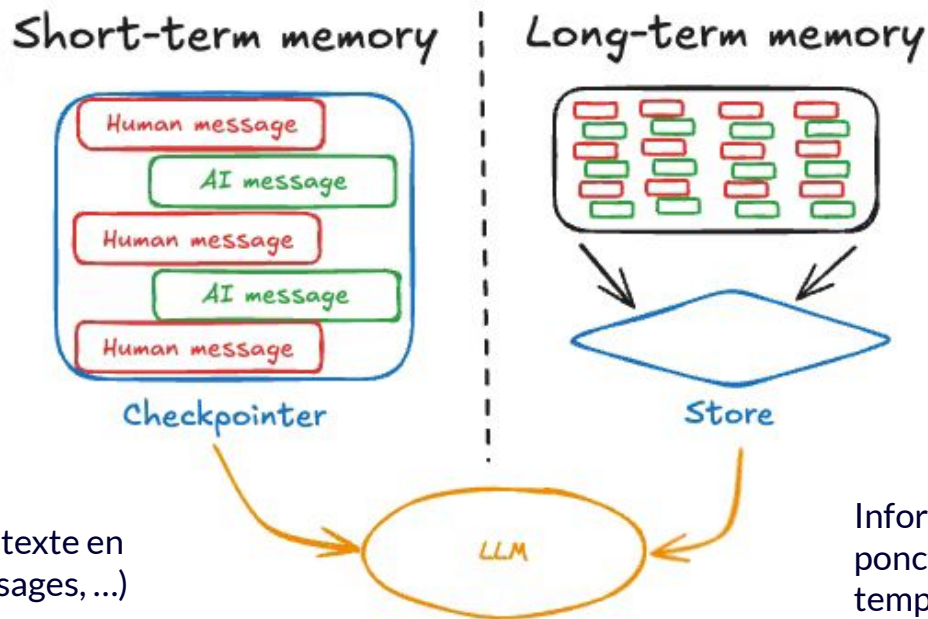 Short-term memory
Long-term memory
Human message
AI message
Human message
AI message
Human message
Checkpointer
Store
LLM
texte en
sages, ...)
Infor
ponc
temp